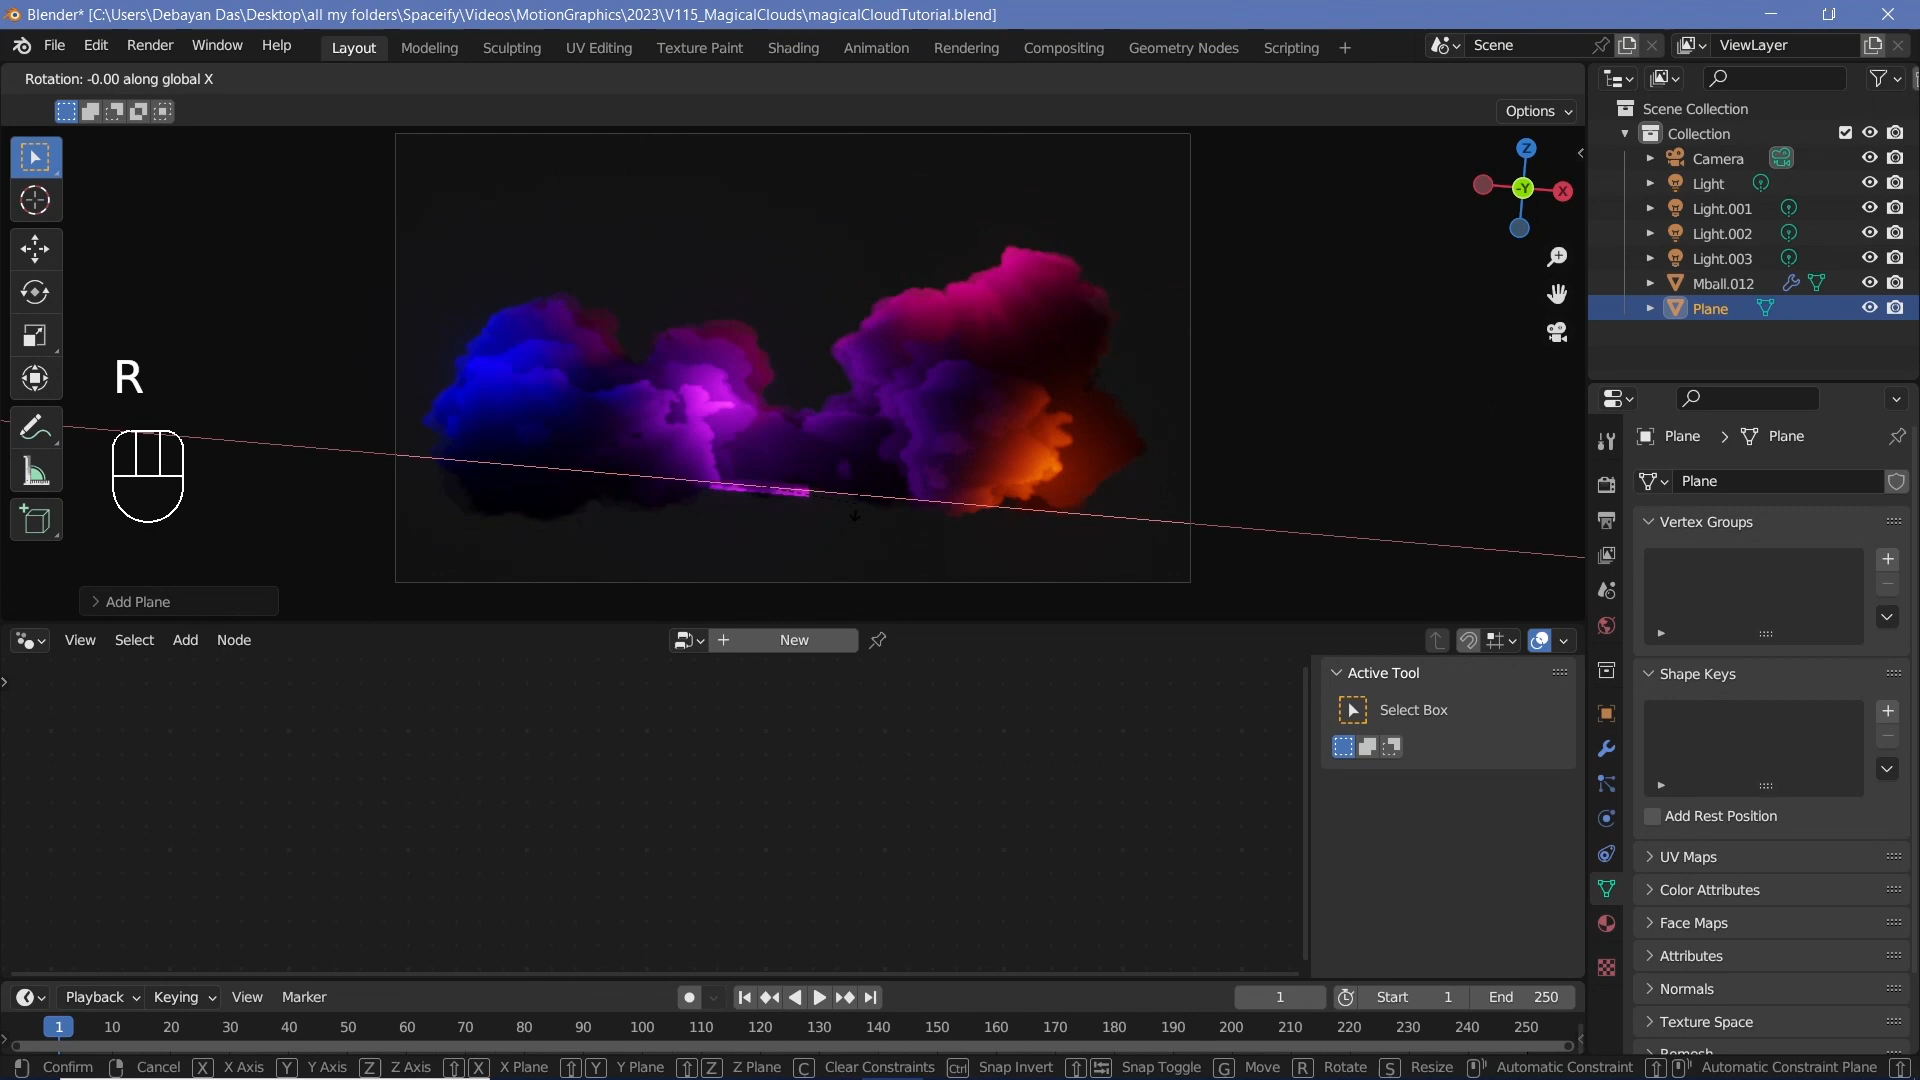 Blender* [C:\Users\Debayan Das\Desktop\all my folders\Spaceify\Videos\MotionGraphics\2023\V115_MagicalClouds\magicalCloudTutorial.blend]
File Edit Render Window Help Layout Modeling Sculpting UV Editing Texture Paint Shading Animation Rendering Compositing Geometry Nodes Scripting + Scene ViewLayer
Rotation: -0.00 along global X
Options
Scene Collection
Collection
Camera
Light
Light.001
Light.002
Light.003
Mball.012
Plane
Z
-Y
X
R
Add Plane
Plane > Plane
Plane
Vertex Groups
Shape Keys
Add Rest Position
UV Maps
Color Attributes
Face Maps
Attributes
Normals
Texture Space
Remesh
View Select Add Node New
Active Tool
Select Box
Playback Keying View Marker 1 Start 1 End 250
1 10 20 30 40 50 60 70 80 90 100 110 120 130 140 150 160 170 180 190 200 210 220 230 240 250
Confirm Cancel X X Axis Y Y Axis Z Z Axis X X Plane Y Y Plane Z Z Plane C Clear Constraints Ctrl Snap Invert Snap Toggle G Move R Rotate S Resize Automatic Constraint Automatic Constraint Plane